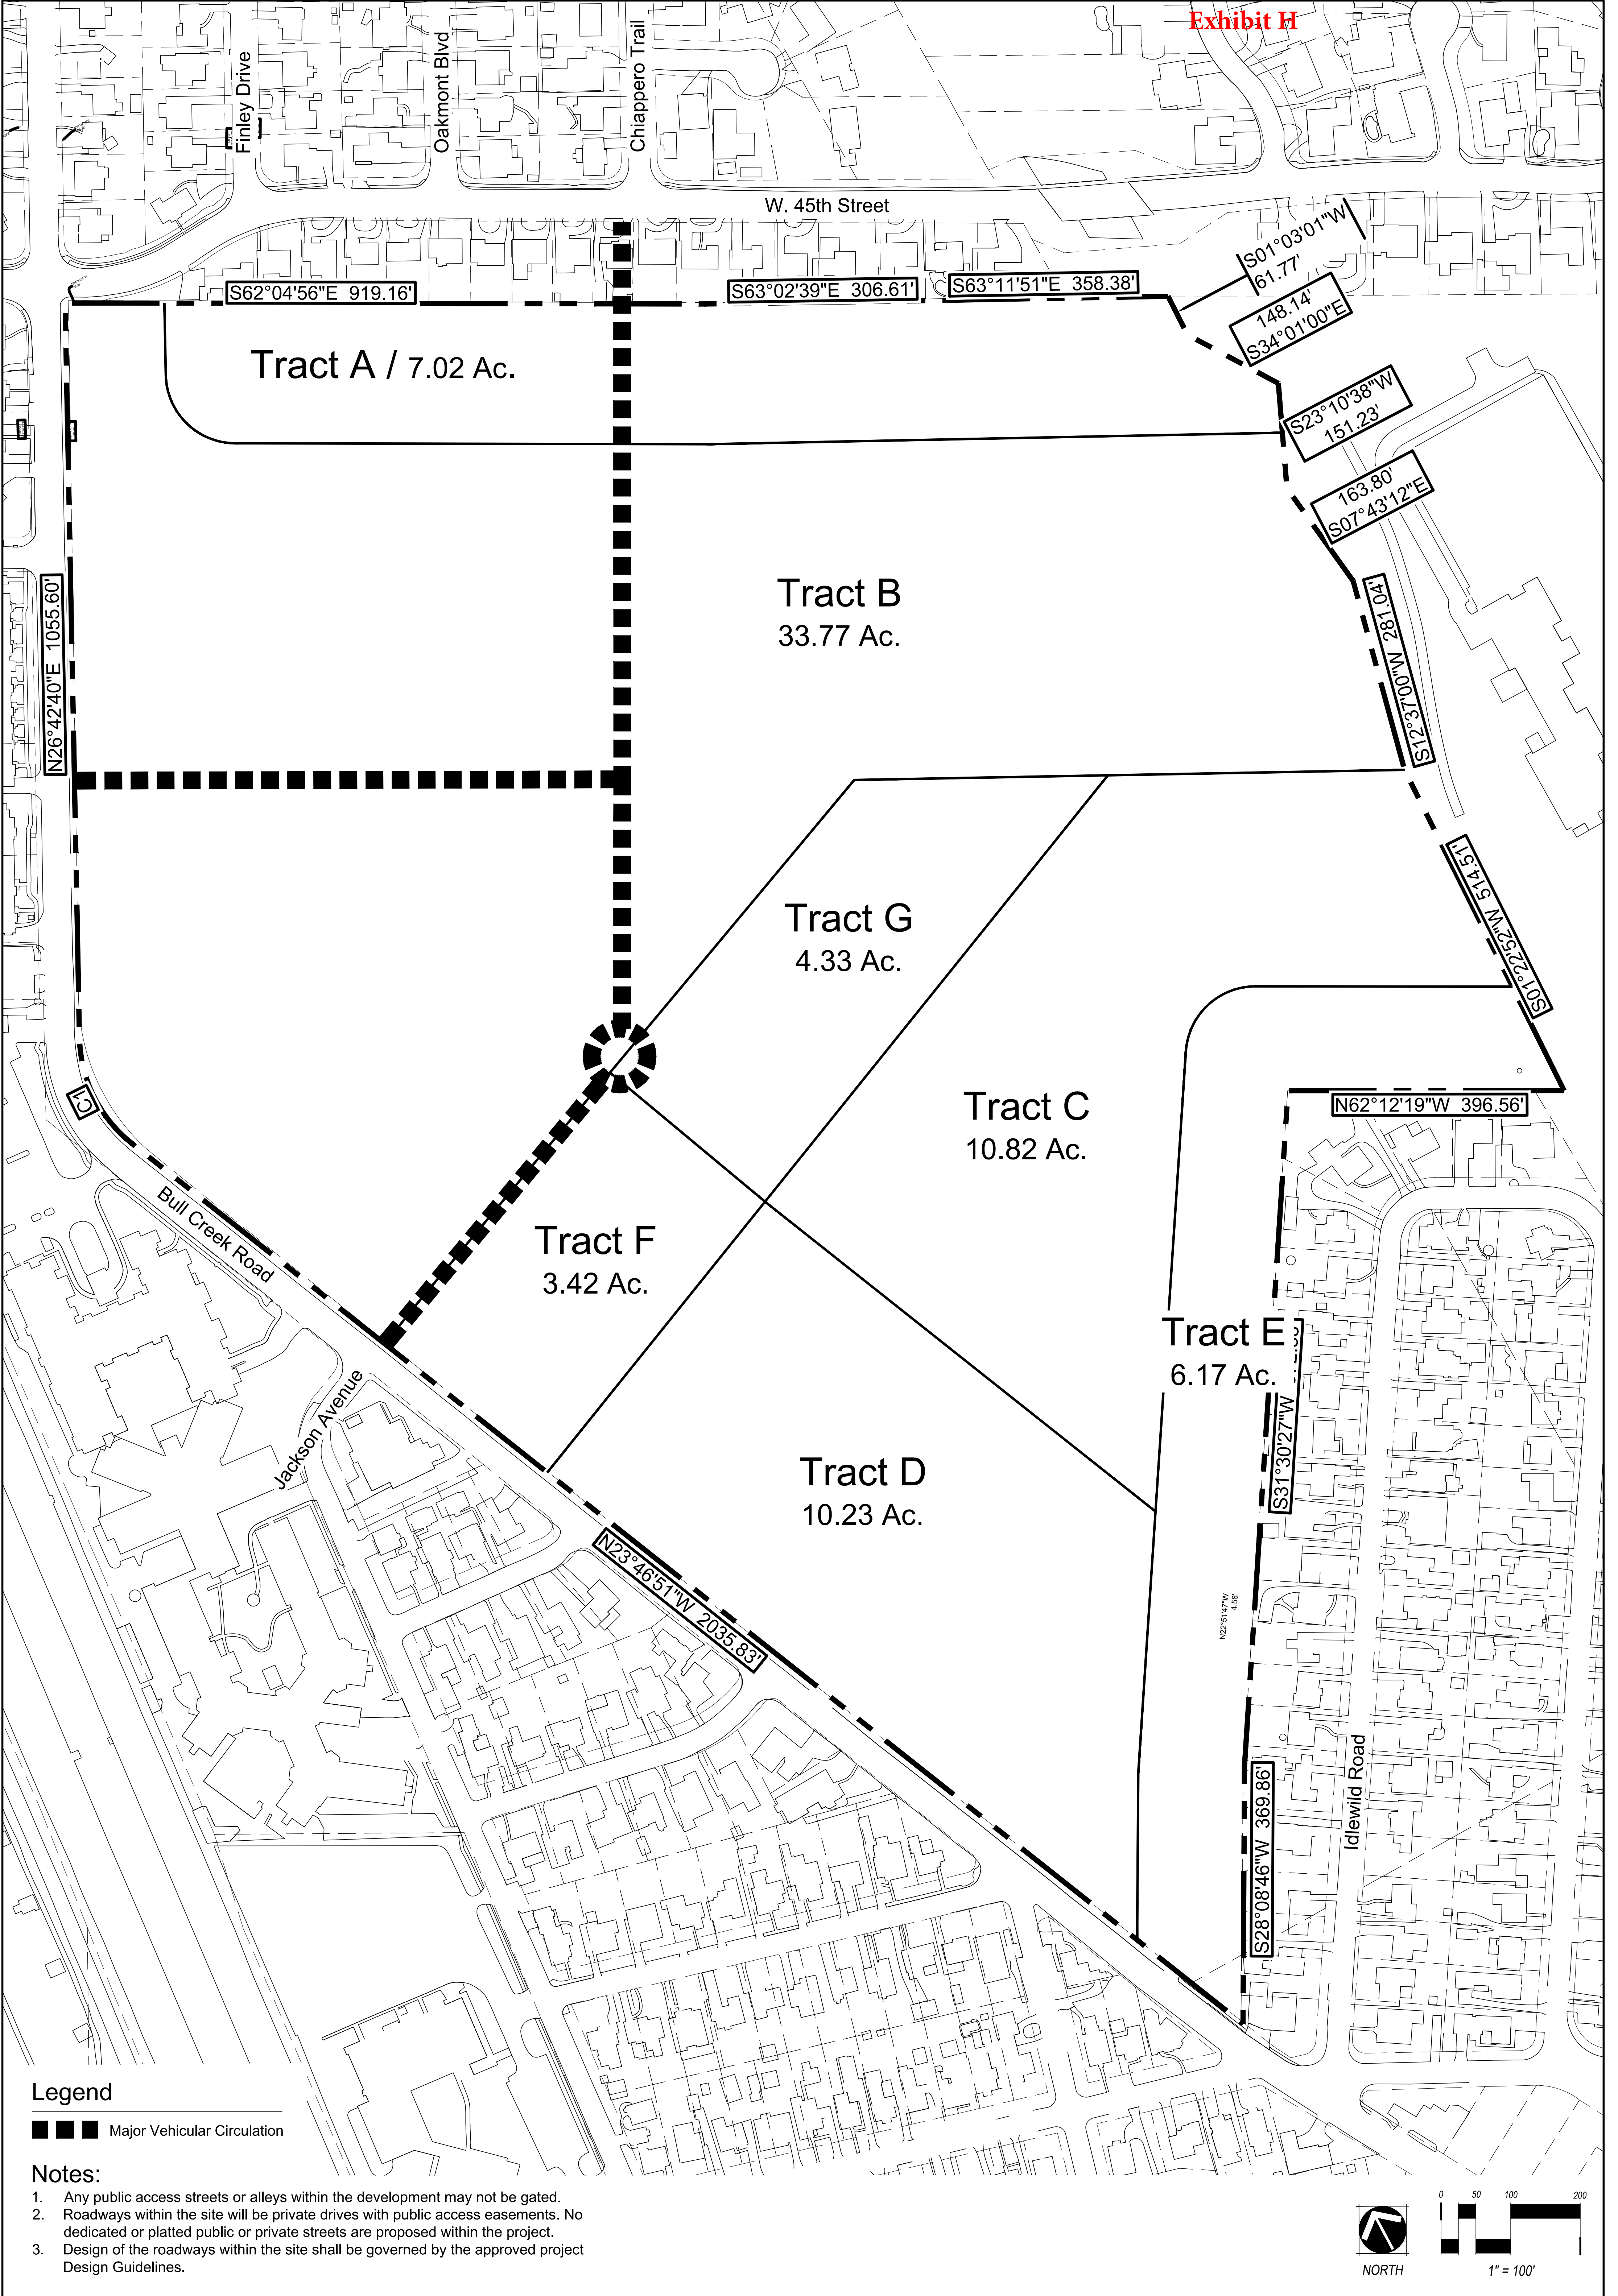 Exhibit H
Finley Drive
Oakmont Blvd
Chiappero Trail
W. 45th Street
S01°03'01"W
61.77'
S62°04'56"E 919.16'
S63°02'39"E 306.61'
S63°11'51"E 358.38'
148.14'
S34°01'00"E
Tract A / 7.02 Ac.
S23°10'38"W
151.23'
163.80'
S07°43'12"E
N26°42'40"E 1055.60'
Tract B
33.77 Ac.
S12°37'00"W 281.04'
S01°22'52"W 514.51'
Tract G
4.33 Ac.
C1
Tract C
10.82 Ac.
N62°12'19"W 396.56'
Bull Creek Road
Tract F
3.42 Ac.
Tract E
6.17 Ac.
S31°30'27"W
Jackson Avenue
Tract D
10.23 Ac.
N23°46'51"W 2035.83'
N22°51'47"W
4.58'
Idlewild Road
S28°08'46"W 369.86'
Legend
Major Vehicular Circulation
Notes:
1. Any public access streets or alleys within the development may not be gated.
2. Roadways within the site will be private drives with public access easements. No
dedicated or platted public or private streets are proposed within the project.
3. Design of the roadways within the site shall be governed by the approved project
Design Guidelines.
0 50 100 200
NORTH
1" = 100'